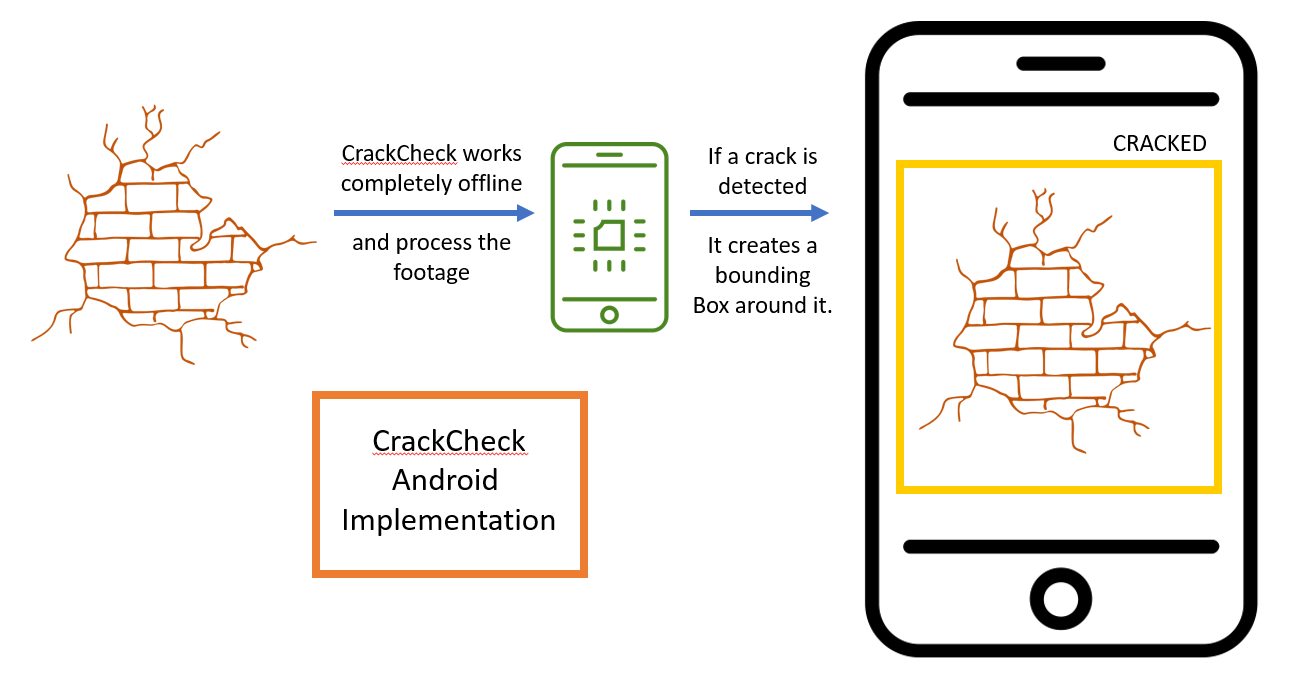 CrackCheck works
completely offline
and process the
footage
If a crack is
detected
It creates a
bounding
Box around it.
CRACKED
CrackCheck
Android
Implementation